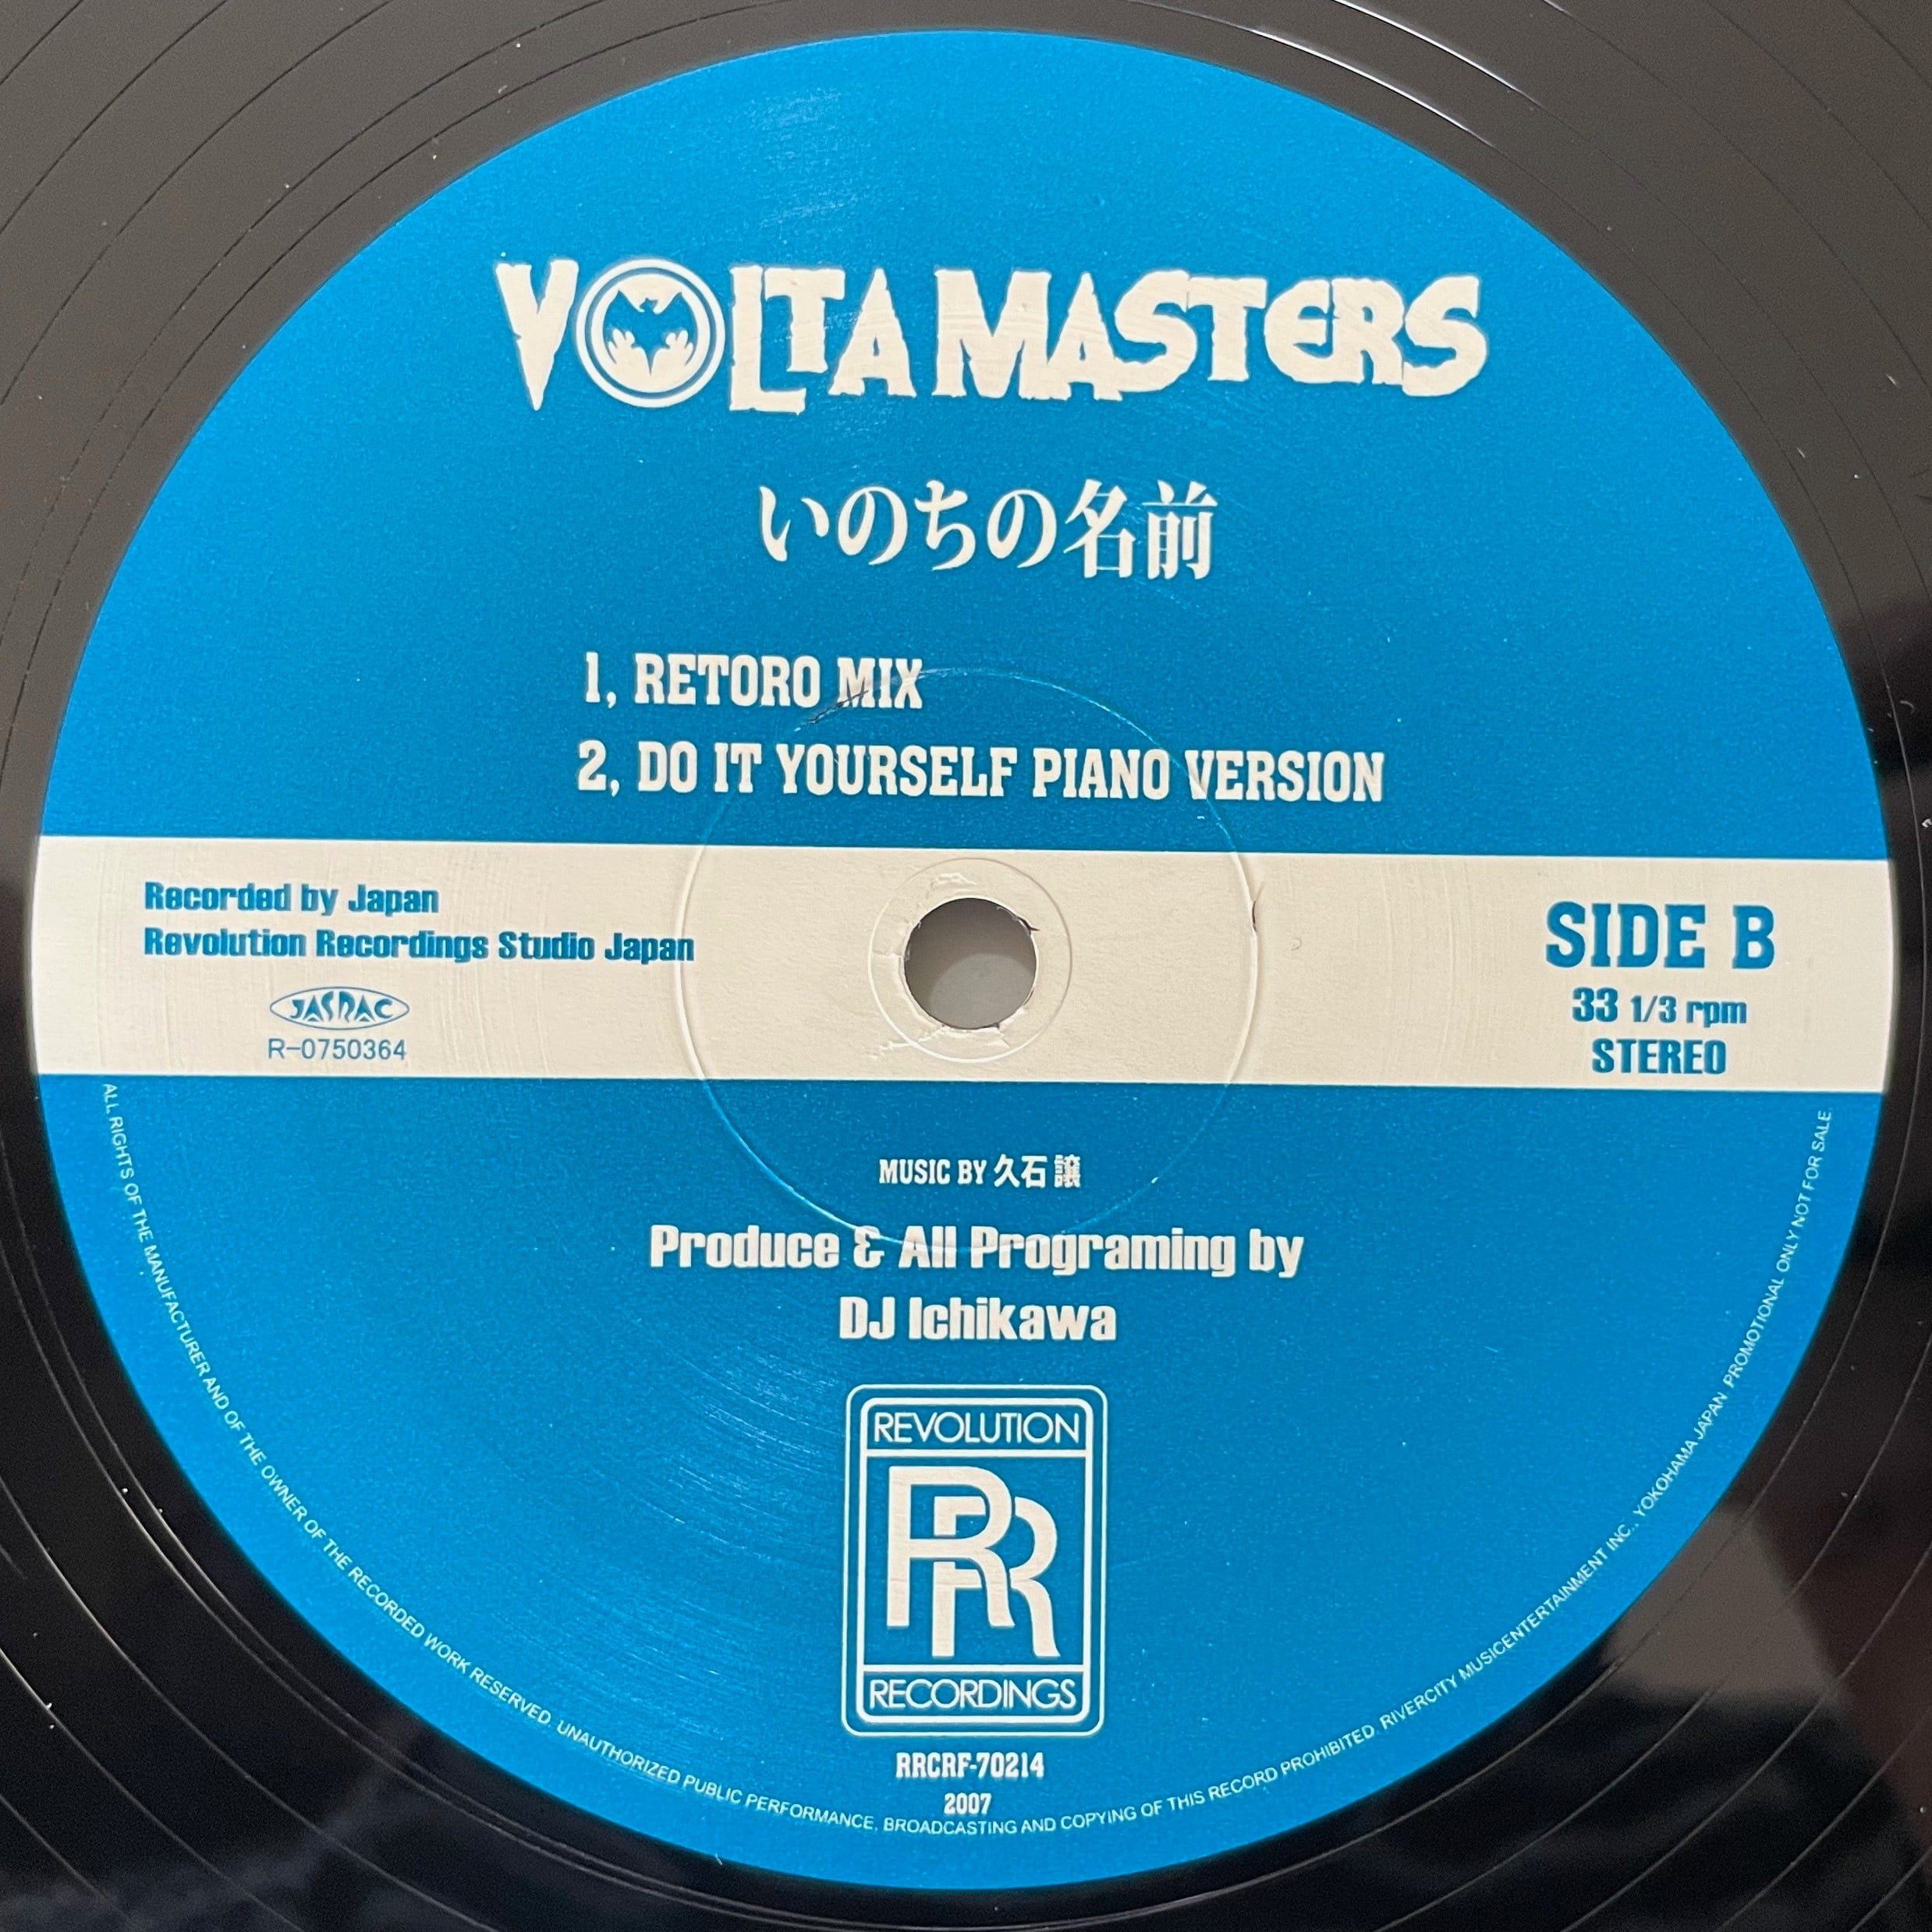 VOLTA MASTERS
いのちの名前
1, RETORO MIX
2, DO IT YOURSELF PIANO VERSION
Recorded by Japan
Revolution Recordings Studio Japan
JASRAC
R-0750364
SIDE B
33 1/3 rpm
STEREO
MUSIC BY 久石 譲
Produce & All Programing by
DJ Ichikawa
REVOLUTION
RR
RECORDINGS
RRCRF-70214
2007
ALL RIGHTS OF THE MANUFACTURER AND OF THE OWNER OF THE RECORDED WORK RESERVED. UNAUTHORIZED PUBLIC PERFORMANCE, BROADCASTING AND COPYING OF THIS RECORD PROHIBITED. RIVERCITY MUSICENTERTAINMENT INC., YOKOHAMA JAPAN PROMOTIONAL ONLY NOT FOR SALE.